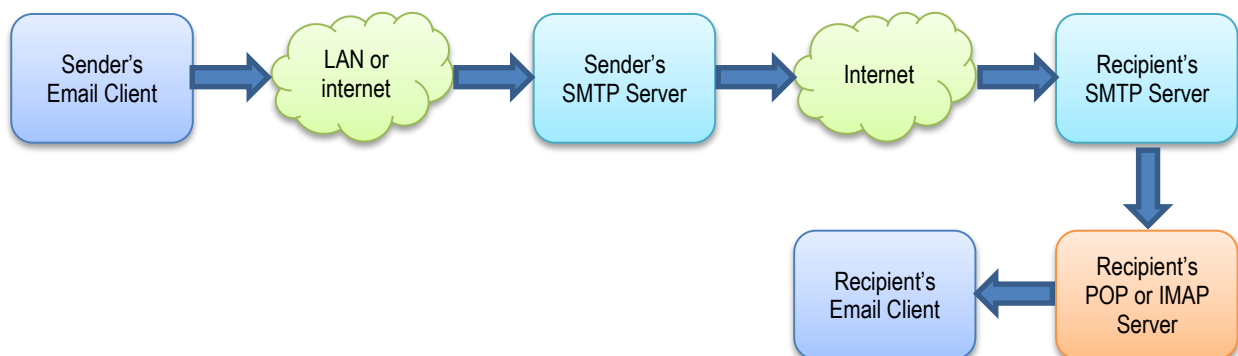 Sender’s
Email Client
LAN or
internet
Sender’s
SMTP Server
Internet
Recipient’s
SMTP Server
Recipient’s
Email Client
Recipient’s
POP or IMAP
Server